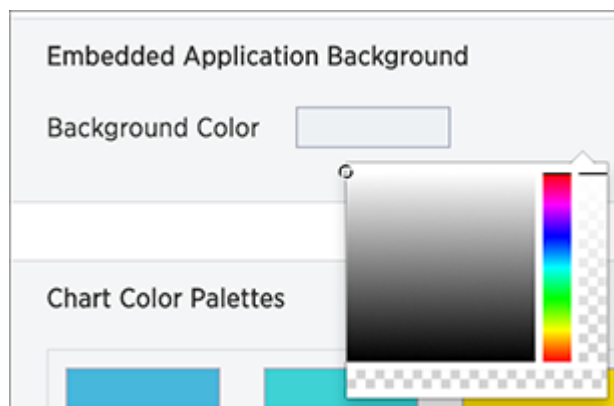 Embedded Application Background
Background Color
Chart Color Palettes